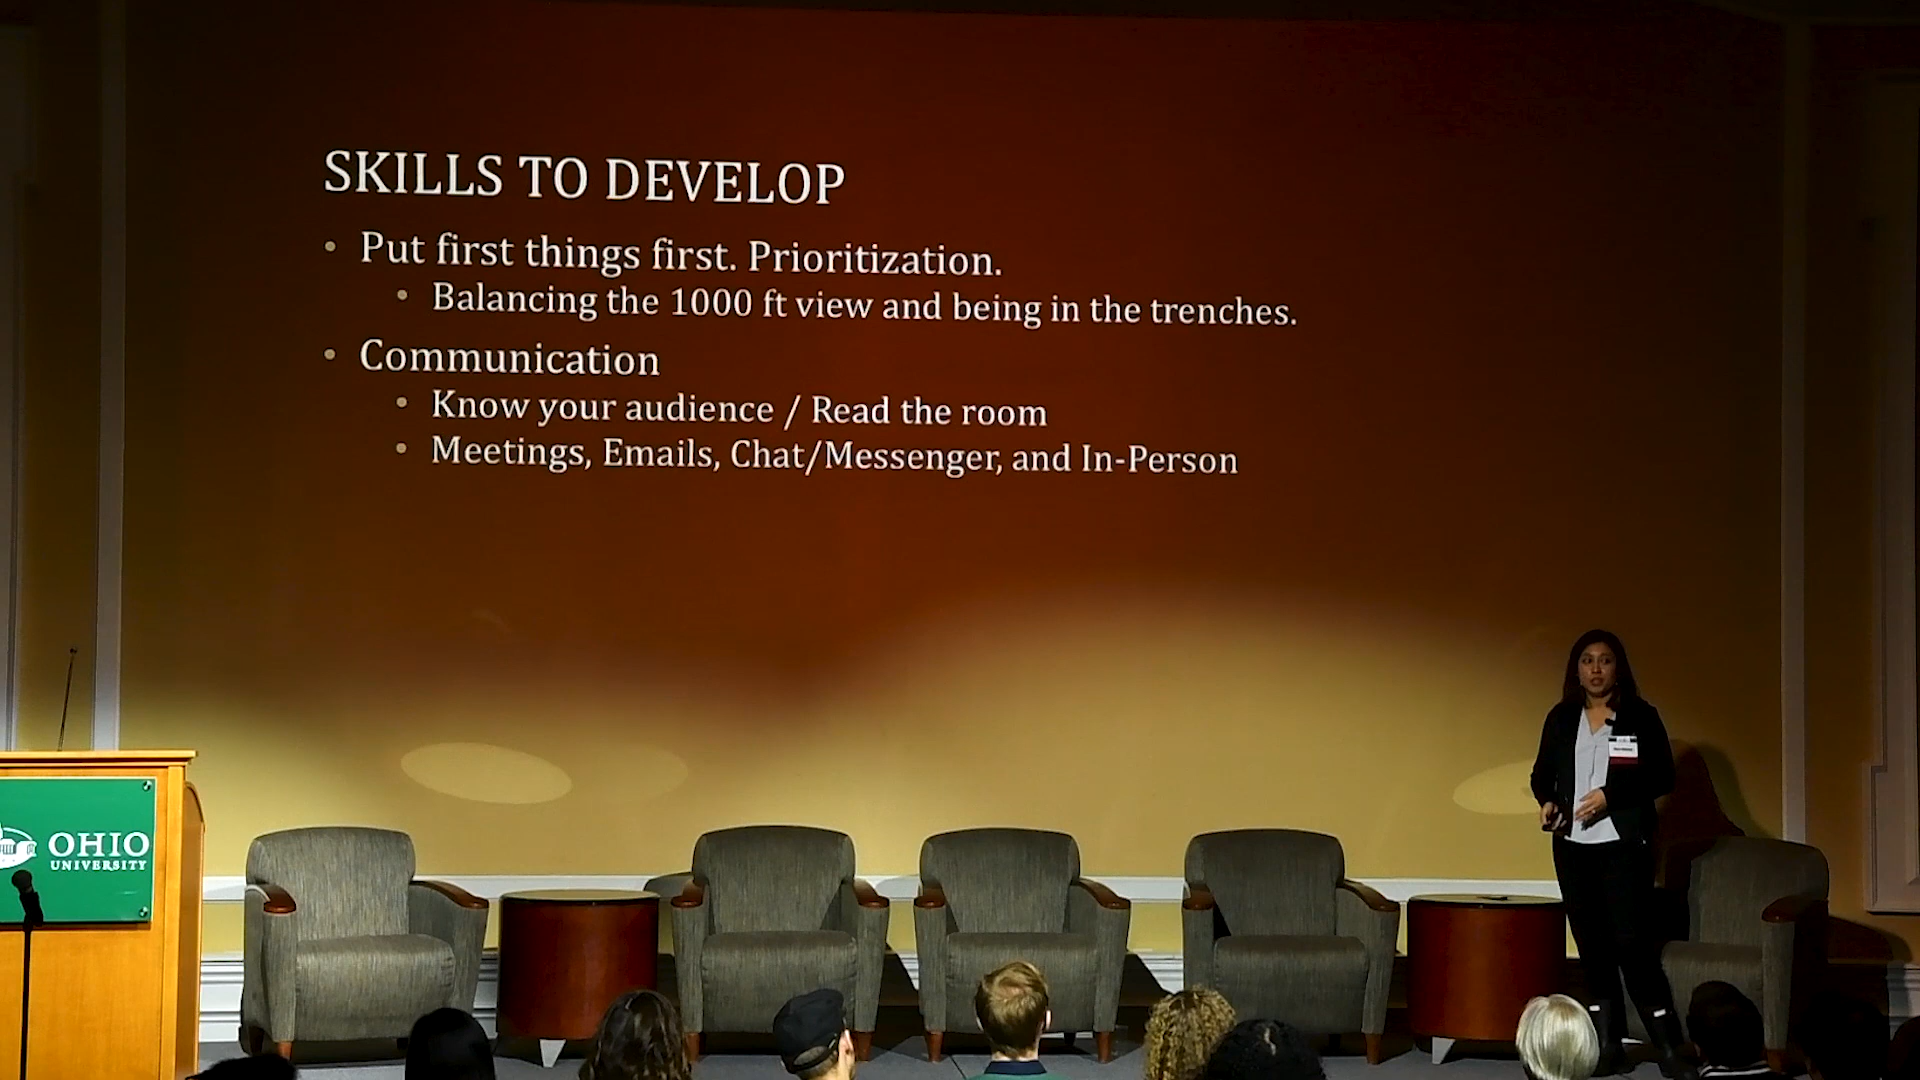 SKILLS TO DEVELOP
• Put first things first. Prioritization.
• Balancing the 1000 ft view and being in the trenches.
• Communication
• Know your audience / Read the room
• Meetings, Emails, Chat/Messenger, and In-Person
OHIO
UNIVERSITY